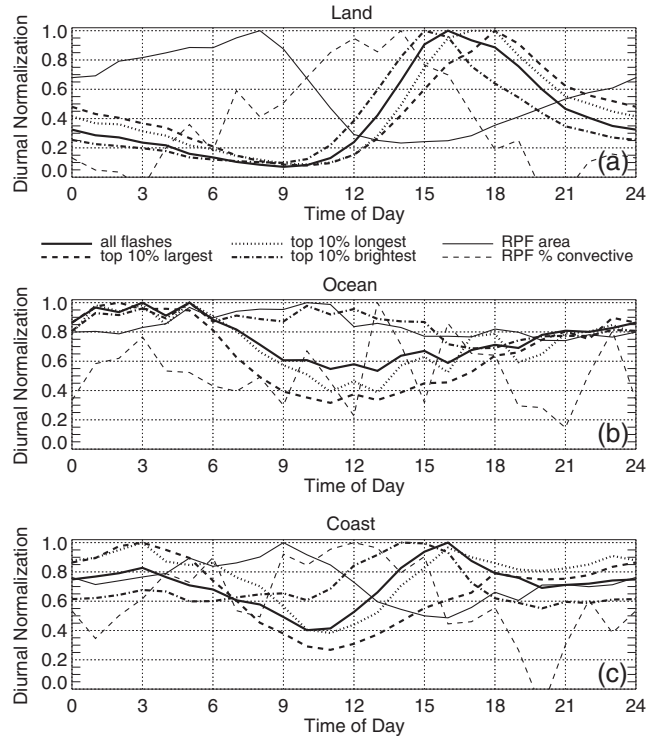 Land
Diurnal Normalization
1.0
0.8
0.6
0.4
0.2
0.0
(a)
0 3 6 9 12 15 18 21 24
Time of Day
all flashes
top 10% largest
top 10% longest
top 10% brightest
RPF area
RPF % convective
Ocean
Diurnal Normalization
1.0
0.8
0.6
0.4
0.2
0.0
(b)
0 3 6 9 12 15 18 21 24
Time of Day
Coast
Diurnal Normalization
1.0
0.8
0.6
0.4
0.2
0.0
(c)
0 3 6 9 12 15 18 21 24
Time of Day